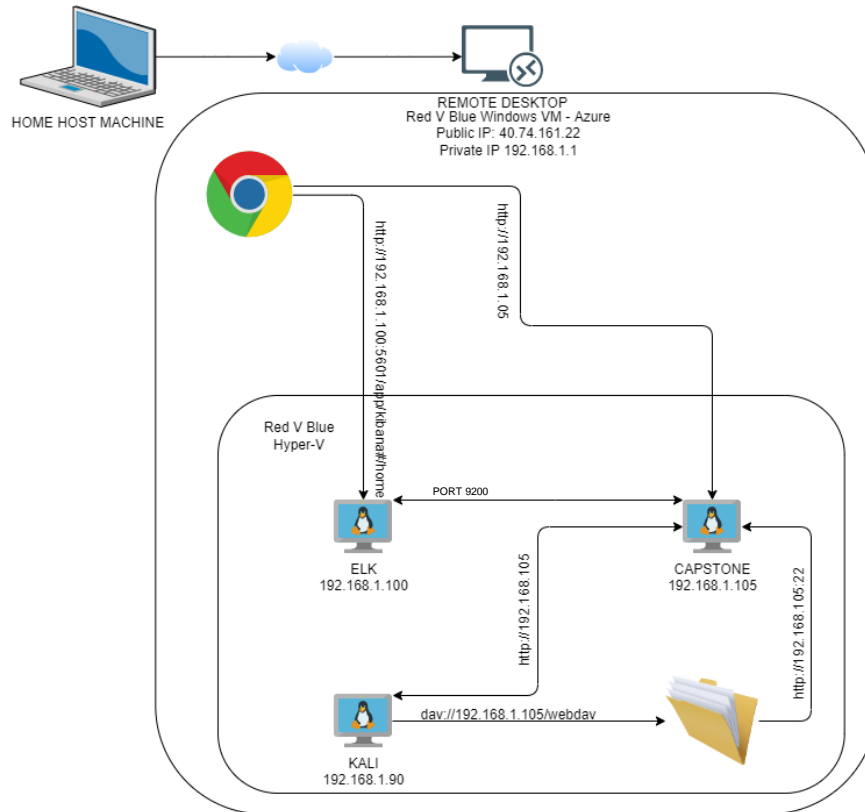 HOME HOST MACHINE
REMOTE DESKTOP
Red V Blue Windows VM - Azure
Public IP: 40.74.161.22
Private IP 192.168.1.1
http://192.168.1.100:5601/app/kibana#/home
http://192.168.1.05
Red V Blue
Hyper-V
PORT 9200
ELK
192.168.1.100
CAPSTONE
192.168.1.105
http://192.168.105
http://192.168.105:22
dav://192.168.1.105/webdav
KALI
192.168.1.90